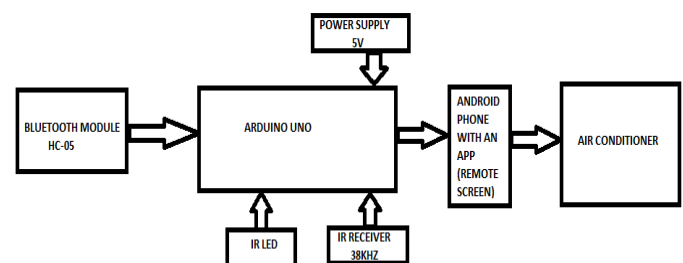 POWER SUPPLY
5V
BLUETOOTH MODULE
HC-05
ARDUINO UNO
ANDROID
PHONE
WITH AN
APP
(REMOTE
SCREEN)
AIR CONDITIONER
IR LED
IR RECEIVER
38KHZ